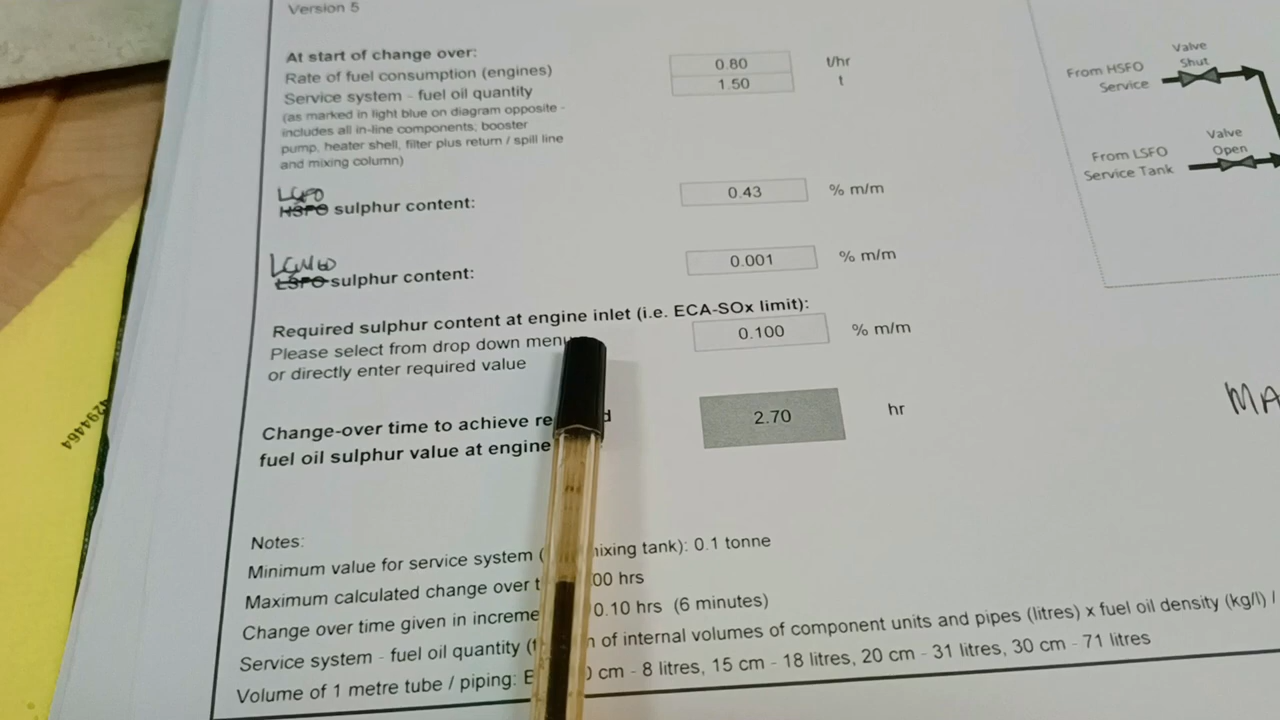 Version 5
At start of change over:
Rate of fuel consumption (engines) 0.80 t/hr
Service system - fuel oil quantity 1.50 t
(as marked in light blue on diagram opposite -
includes all in-line components; booster
pump, heater shell, filter plus return / spill line
and mixing column)
HSFO sulphur content: 0.43 % m/m
LSFO sulphur content: 0.001 % m/m
Required sulphur content at engine inlet (i.e. ECA-SOx limit):
Please select from drop down menu 0.100 % m/m
or directly enter required value
Change-over time to achieve re d 2.70 hr
fuel oil sulphur value at engine
Notes:
Minimum value for service system ( mixing tank): 0.1 tonne
Maximum calculated change over t 00 hrs
Change over time given in increme 0.10 hrs (6 minutes)
Service system - fuel oil quantity ( n of internal volumes of component units and pipes (litres) x fuel oil density (kg/l) /
Volume of 1 metre tube / piping: cm - 8 litres, 15 cm - 18 litres, 20 cm - 31 litres, 30 cm - 71 litres
Valve
Shut
From HSFO
Service
Valve
Open
From LSFO
Service Tank
MA
4294464